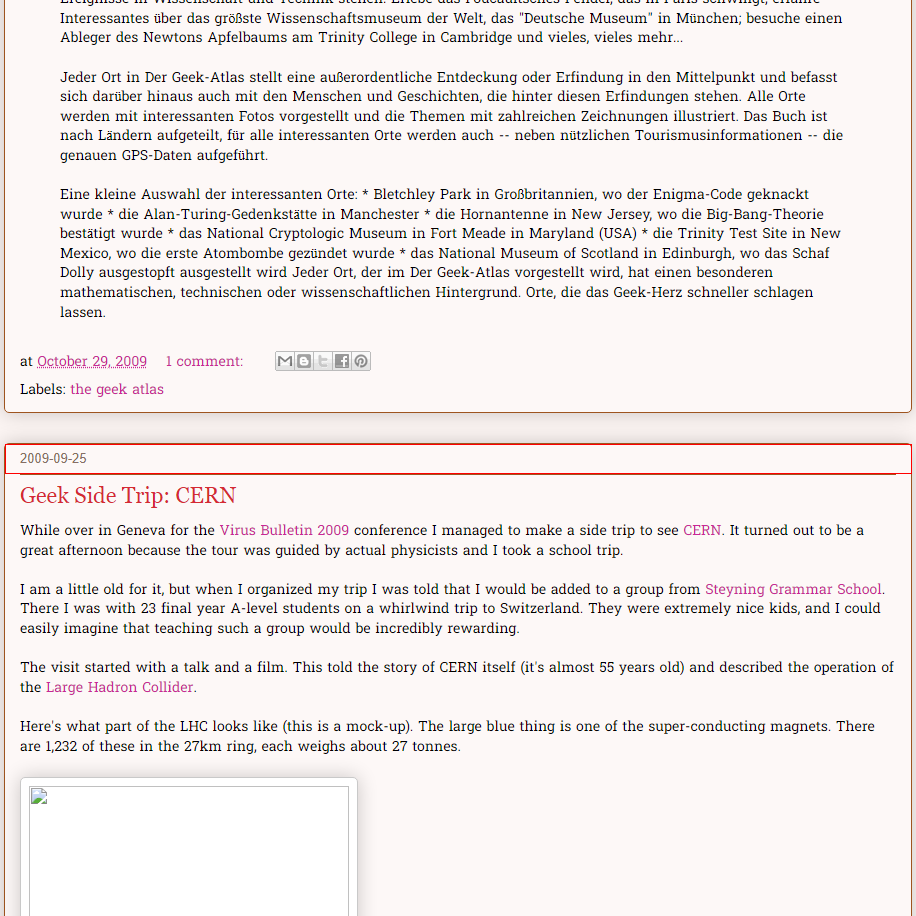 Ereignisse in Wissenschaft und Technik stehen. Erlebe das Foucaultsches Pendel, das in Paris schwingt; erfahre
Interessantes über das größste Wissenschaftsmuseum der Welt, das "Deutsche Museum" in München; besuche einen
Ableger des Newtons Apfelbaums am Trinity College in Cambridge und vieles, vieles mehr...
Jeder Ort in Der Geek-Atlas stellt eine außerordentliche Entdeckung oder Erfindung in den Mittelpunkt und befasst
sich darüber hinaus auch mit den Menschen und Geschichten, die hinter diesen Erfindungen stehen. Alle Orte
werden mit interessanten Fotos vorgestellt und die Themen mit zahlreichen Zeichnungen illustriert. Das Buch ist
nach Ländern aufgeteilt, für alle interessanten Orte werden auch -- neben nützlichen Tourismusinformationen -- die
genauen GPS-Daten aufgeführt.
Eine kleine Auswahl der interessanten Orte: * Bletchley Park in Großbritannien, wo der Enigma-Code geknackt
wurde * die Alan-Turing-Gedenkstätte in Manchester * die Hornantenne in New Jersey, wo die Big-Bang-Theorie
bestätigt wurde * das National Cryptologic Museum in Fort Meade in Maryland (USA) * die Trinity Test Site in New
Mexico, wo die erste Atombombe gezündet wurde * das National Museum of Scotland in Edinburgh, wo das Schaf
Dolly ausgestopft ausgestellt wird Jeder Ort, der im Der Geek-Atlas vorgestellt wird, hat einen besonderen
mathematischen, technischen oder wissenschaftlichen Hintergrund. Orte, die das Geek-Herz schneller schlagen
lassen.
at October 29, 2009 1 comment:
Labels: the geek atlas
2009-09-25
Geek Side Trip: CERN
While over in Geneva for the Virus Bulletin 2009 conference I managed to make a side trip to see CERN. It turned out to be a
great afternoon because the tour was guided by actual physicists and I took a school trip.
I am a little old for it, but when I organized my trip I was told that I would be added to a group from Steyning Grammar School.
There I was with 23 final year A-level students on a whirlwind trip to Switzerland. They were extremely nice kids, and I could
easily imagine that teaching such a group would be incredibly rewarding.
The visit started with a talk and a film. This told the story of CERN itself (it's almost 55 years old) and described the operation of
the Large Hadron Collider.
Here's what part of the LHC looks like (this is a mock-up). The large blue thing is one of the super-conducting magnets. There
are 1,232 of these in the 27km ring, each weighs about 27 tonnes.